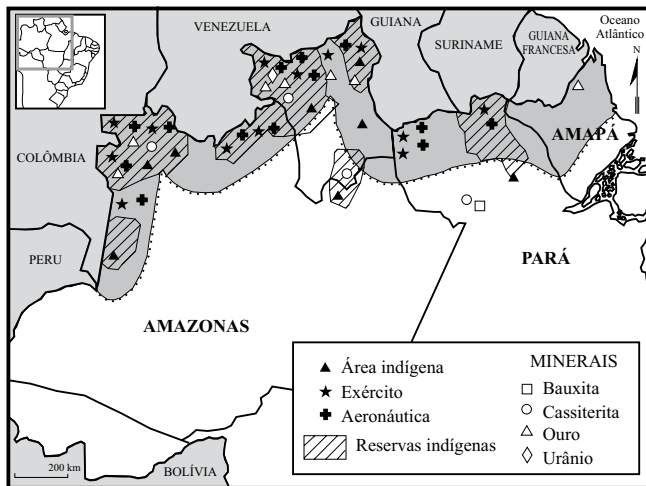 VENEZUELA
GUIANA
SURINAME
GUIANA
FRANCESA
Oceano
Atlântico
N
COLÔMBIA
AMAPÁ
PERU
PARÁ
AMAZONAS
BOLÍVIA
200 km
Área indígena
Exército
Aeronáutica
Reservas indígenas
MINERAIS
Bauxita
Cassiterita
Ouro
Urânio